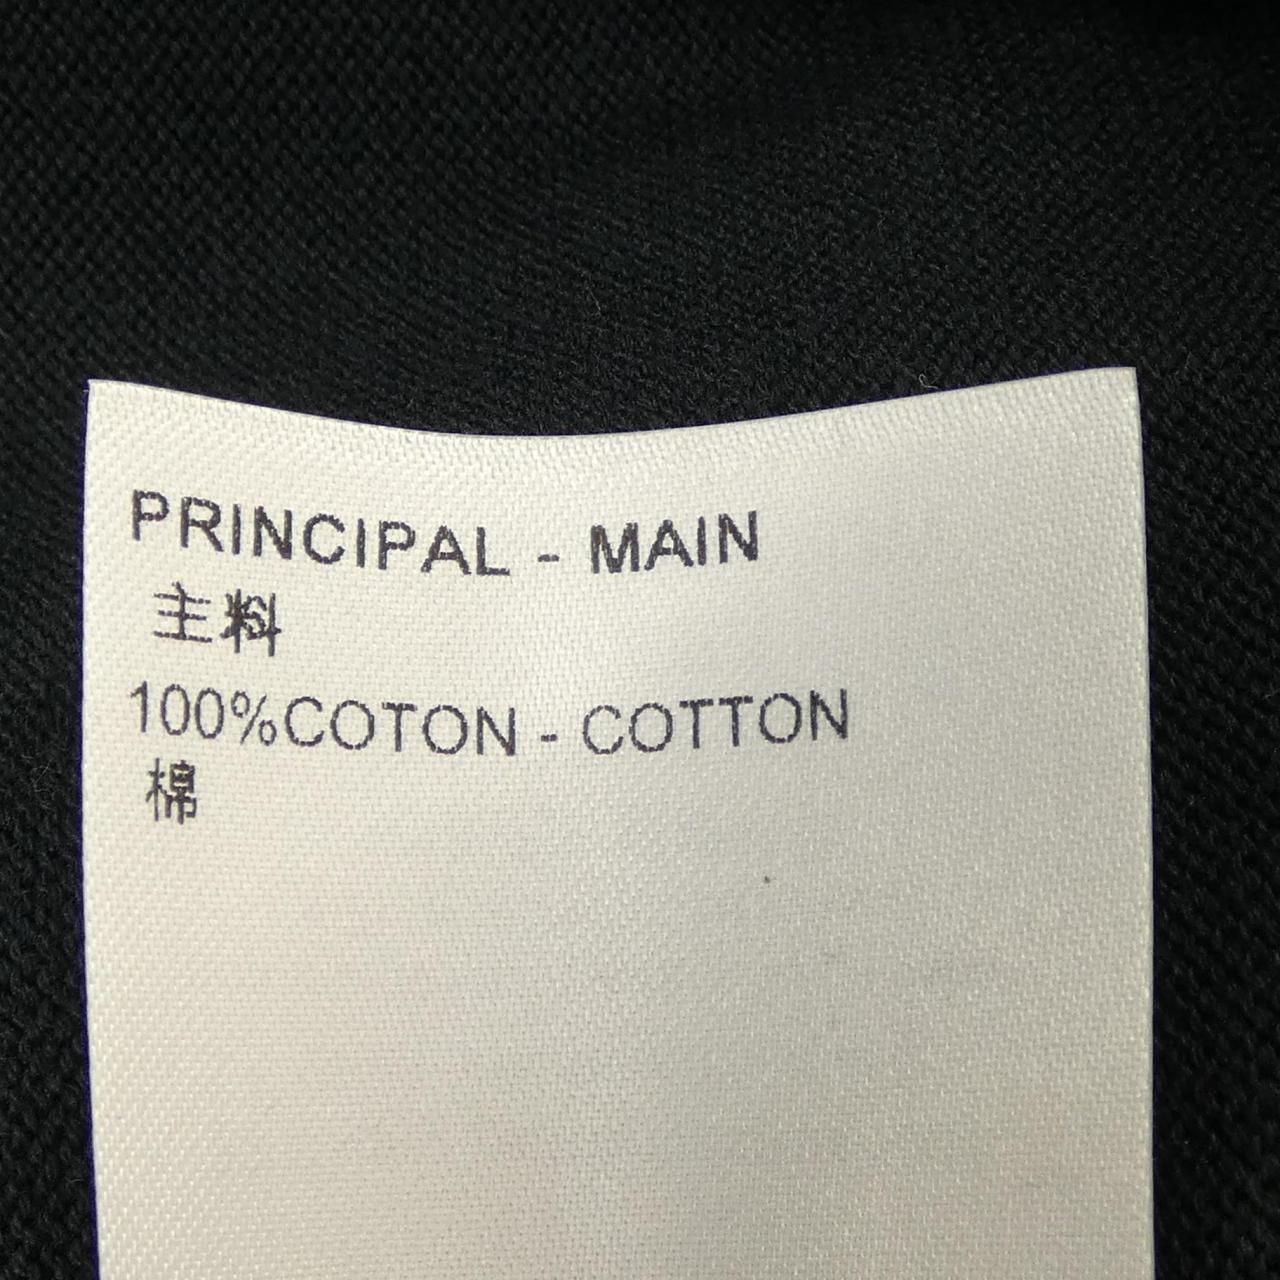 PRINCIPAL - MAIN
主料
100%COTON - COTTON
棉